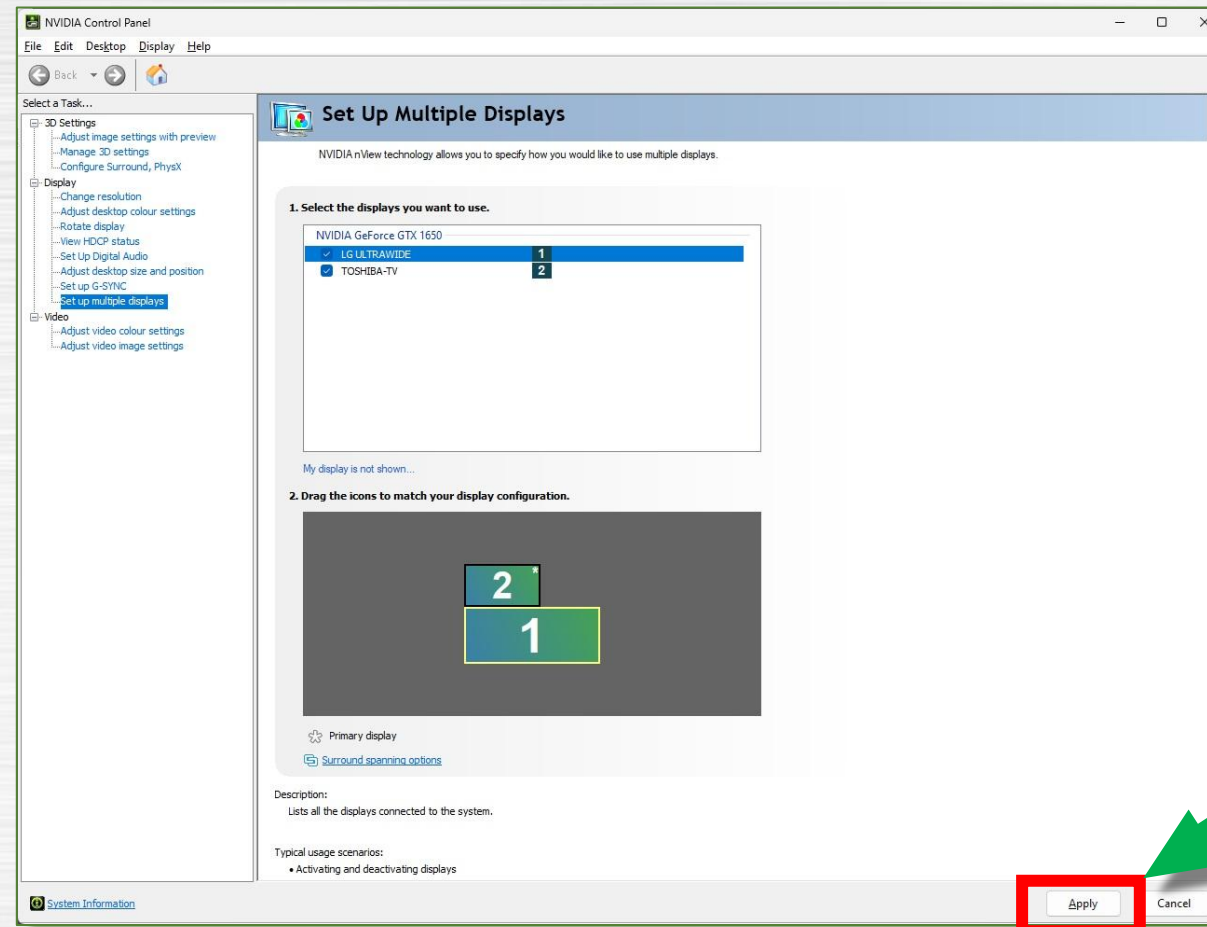 NVIDIA Control Panel
File Edit Desktop Display Help
Back
Select a Task...
3D Settings
Adjust image settings with preview
Manage 3D settings
Configure Surround, PhysX
Display
Change resolution
Adjust desktop colour settings
Rotate display
View HDCP status
Set Up Digital Audio
Adjust desktop size and position
Set up G-SYNC
Set up multiple displays
Video
Adjust video colour settings
Adjust video image settings
System Information
Set Up Multiple Displays
NVIDIA nView technology allows you to specify how you would like to use multiple displays.
1. Select the displays you want to use.
NVIDIA GeForce GTX 1650
LG ULTRAWIDE 1
TOSHIBA-TV 2
My display is not shown...
2. Drag the icons to match your display configuration.
2 *
1
Primary display
Surround spanning options
Description:
Lists all the displays connected to the system.
Typical usage scenarios:
• Activating and deactivating displays
Apply Cancel